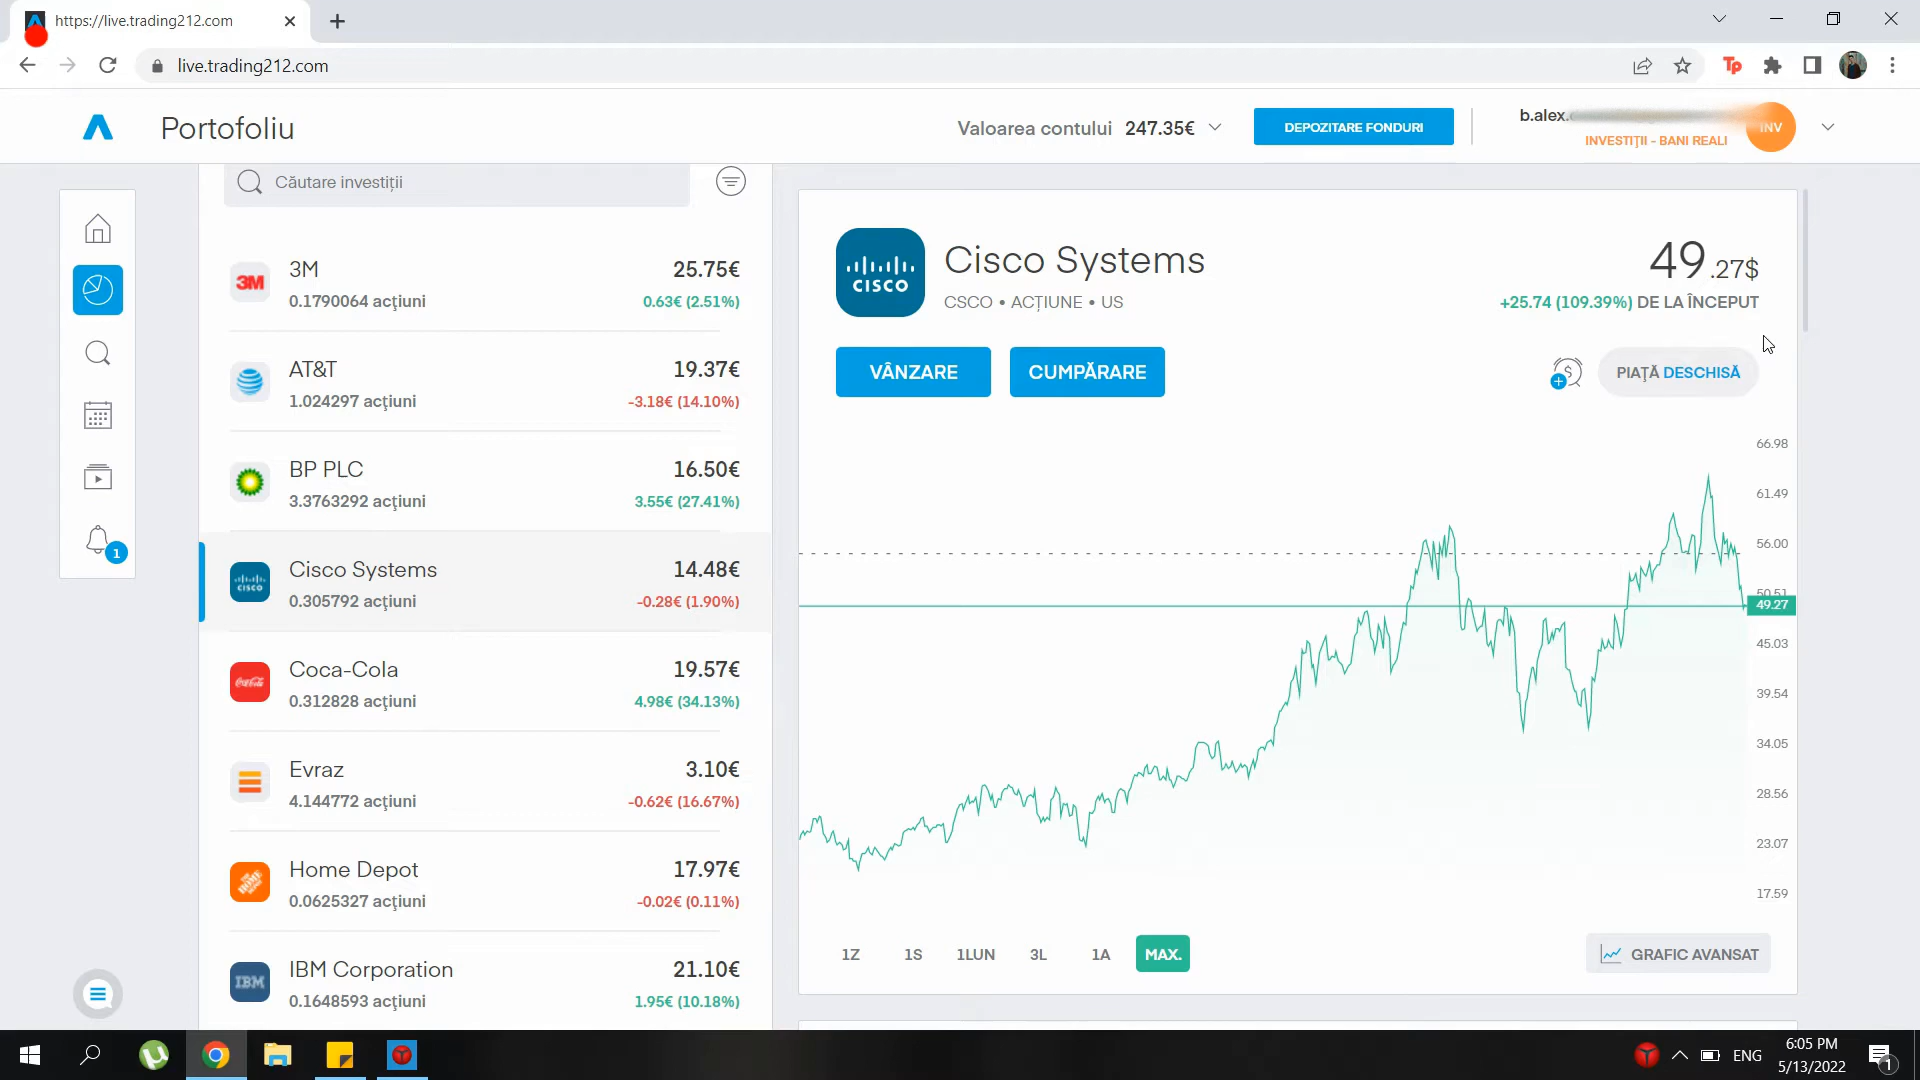 https://live.trading212.com
live.trading212.com
Tp
Portofoliu
Valoarea contului 247.35€
DEPOZITARE FONDURI
b.alex.
INVESTIȚII - BANI REALI
INV
Căutare investiții
3M
3M 25.75€
0.1790064 acțiuni 0.63€ (2.51%)
AT&T 19.37€
1.024297 acțiuni -3.18€ (14.10%)
BP PLC 16.50€
3.3763292 acțiuni 3.55€ (27.41%)
Cisco Systems 14.48€
0.305792 acțiuni -0.28€ (1.90%)
Coca-Cola
Coca-Cola 19.57€
0.312828 acțiuni 4.98€ (34.13%)
Evraz 3.10€
4.144772 acțiuni -0.62€ (16.67%)
Home Depot 17.97€
0.0625327 acțiuni -0.02€ (0.11%)
IBM
IBM Corporation 21.10€
0.1648593 acțiuni 1.95€ (10.18%)
1
CISCO
Cisco Systems
CSCO • ACȚIUNE • US
49.27$
+25.74 (109.39%) DE LA ÎNCEPUT
VÂNZARE
CUMPĂRARE
PIAȚĂ DESCHISĂ
66.98
61.49
56.00
50.51
49.27
45.03
39.54
34.05
28.56
23.07
17.59
1Z 1S 1LUN 3L 1A MAX.
GRAFIC AVANSAT
ENG
6:05 PM
5/13/2022
1